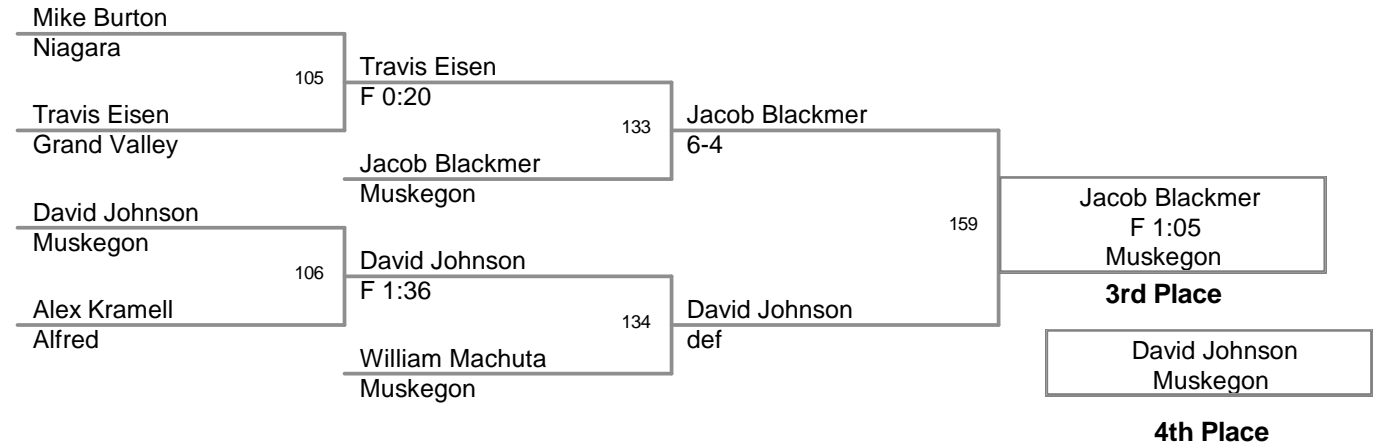 Mike Burton
Niagara
105
Travis Eisen
F 0:20
Travis Eisen
Grand Valley
133
Jacob Blackmer
6-4
Jacob Blackmer
Muskegon
David Johnson
Muskegon
159
Jacob Blackmer
F 1:05
Muskegon
3rd Place
106
David Johnson
F 1:36
Alex Kramell
Alfred
134
David Johnson
def
William Machuta
Muskegon
David Johnson
Muskegon
4th Place